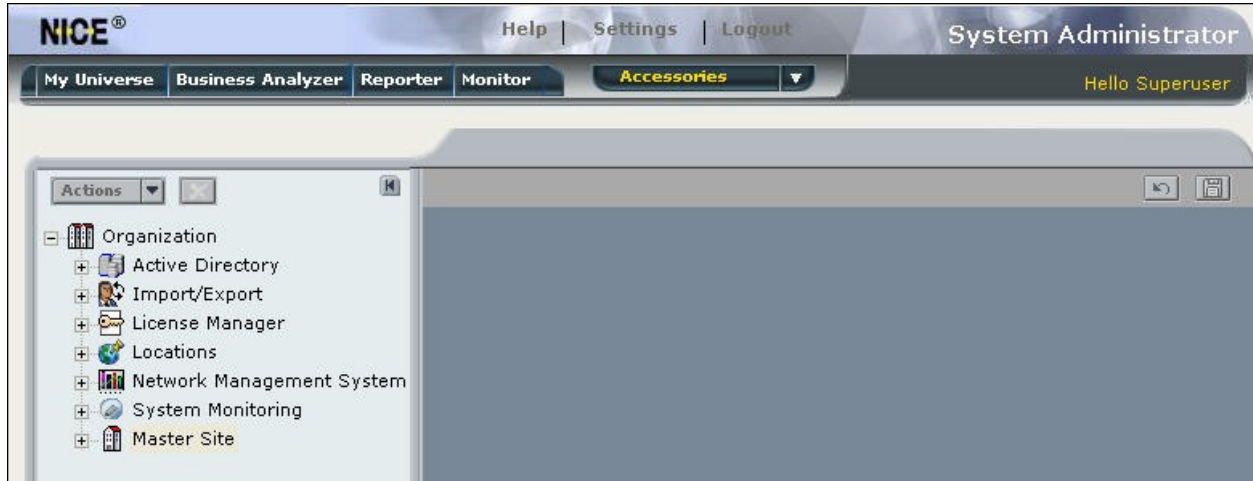 NICE® Help | Settings | Logout System Administrator
My Universe Business Analyzer Reporter Monitor Accessories Hello Superuser
Actions
Organization
Active Directory
Import/Export
License Manager
Locations
Network Management System
System Monitoring
Master Site